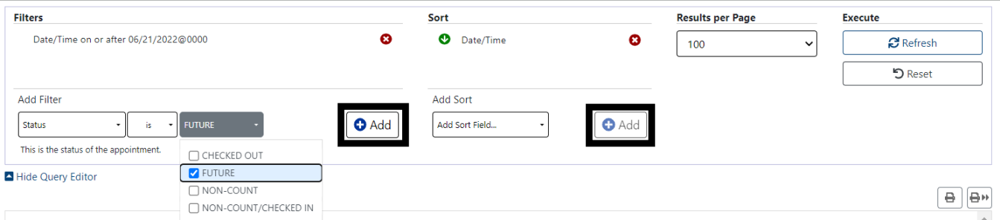 Filters
Date/Time on or after 06/21/2022@0000
Add Filter
Status is FUTURE Add
This is the status of the appointment.
CHECKED OUT
FUTURE
NON-COUNT
NON-COUNT/CHECKED IN
Sort
Date/Time
Add Sort
Add Sort Field... Add
Results per Page
100
Execute
Refresh
Reset
Hide Query Editor